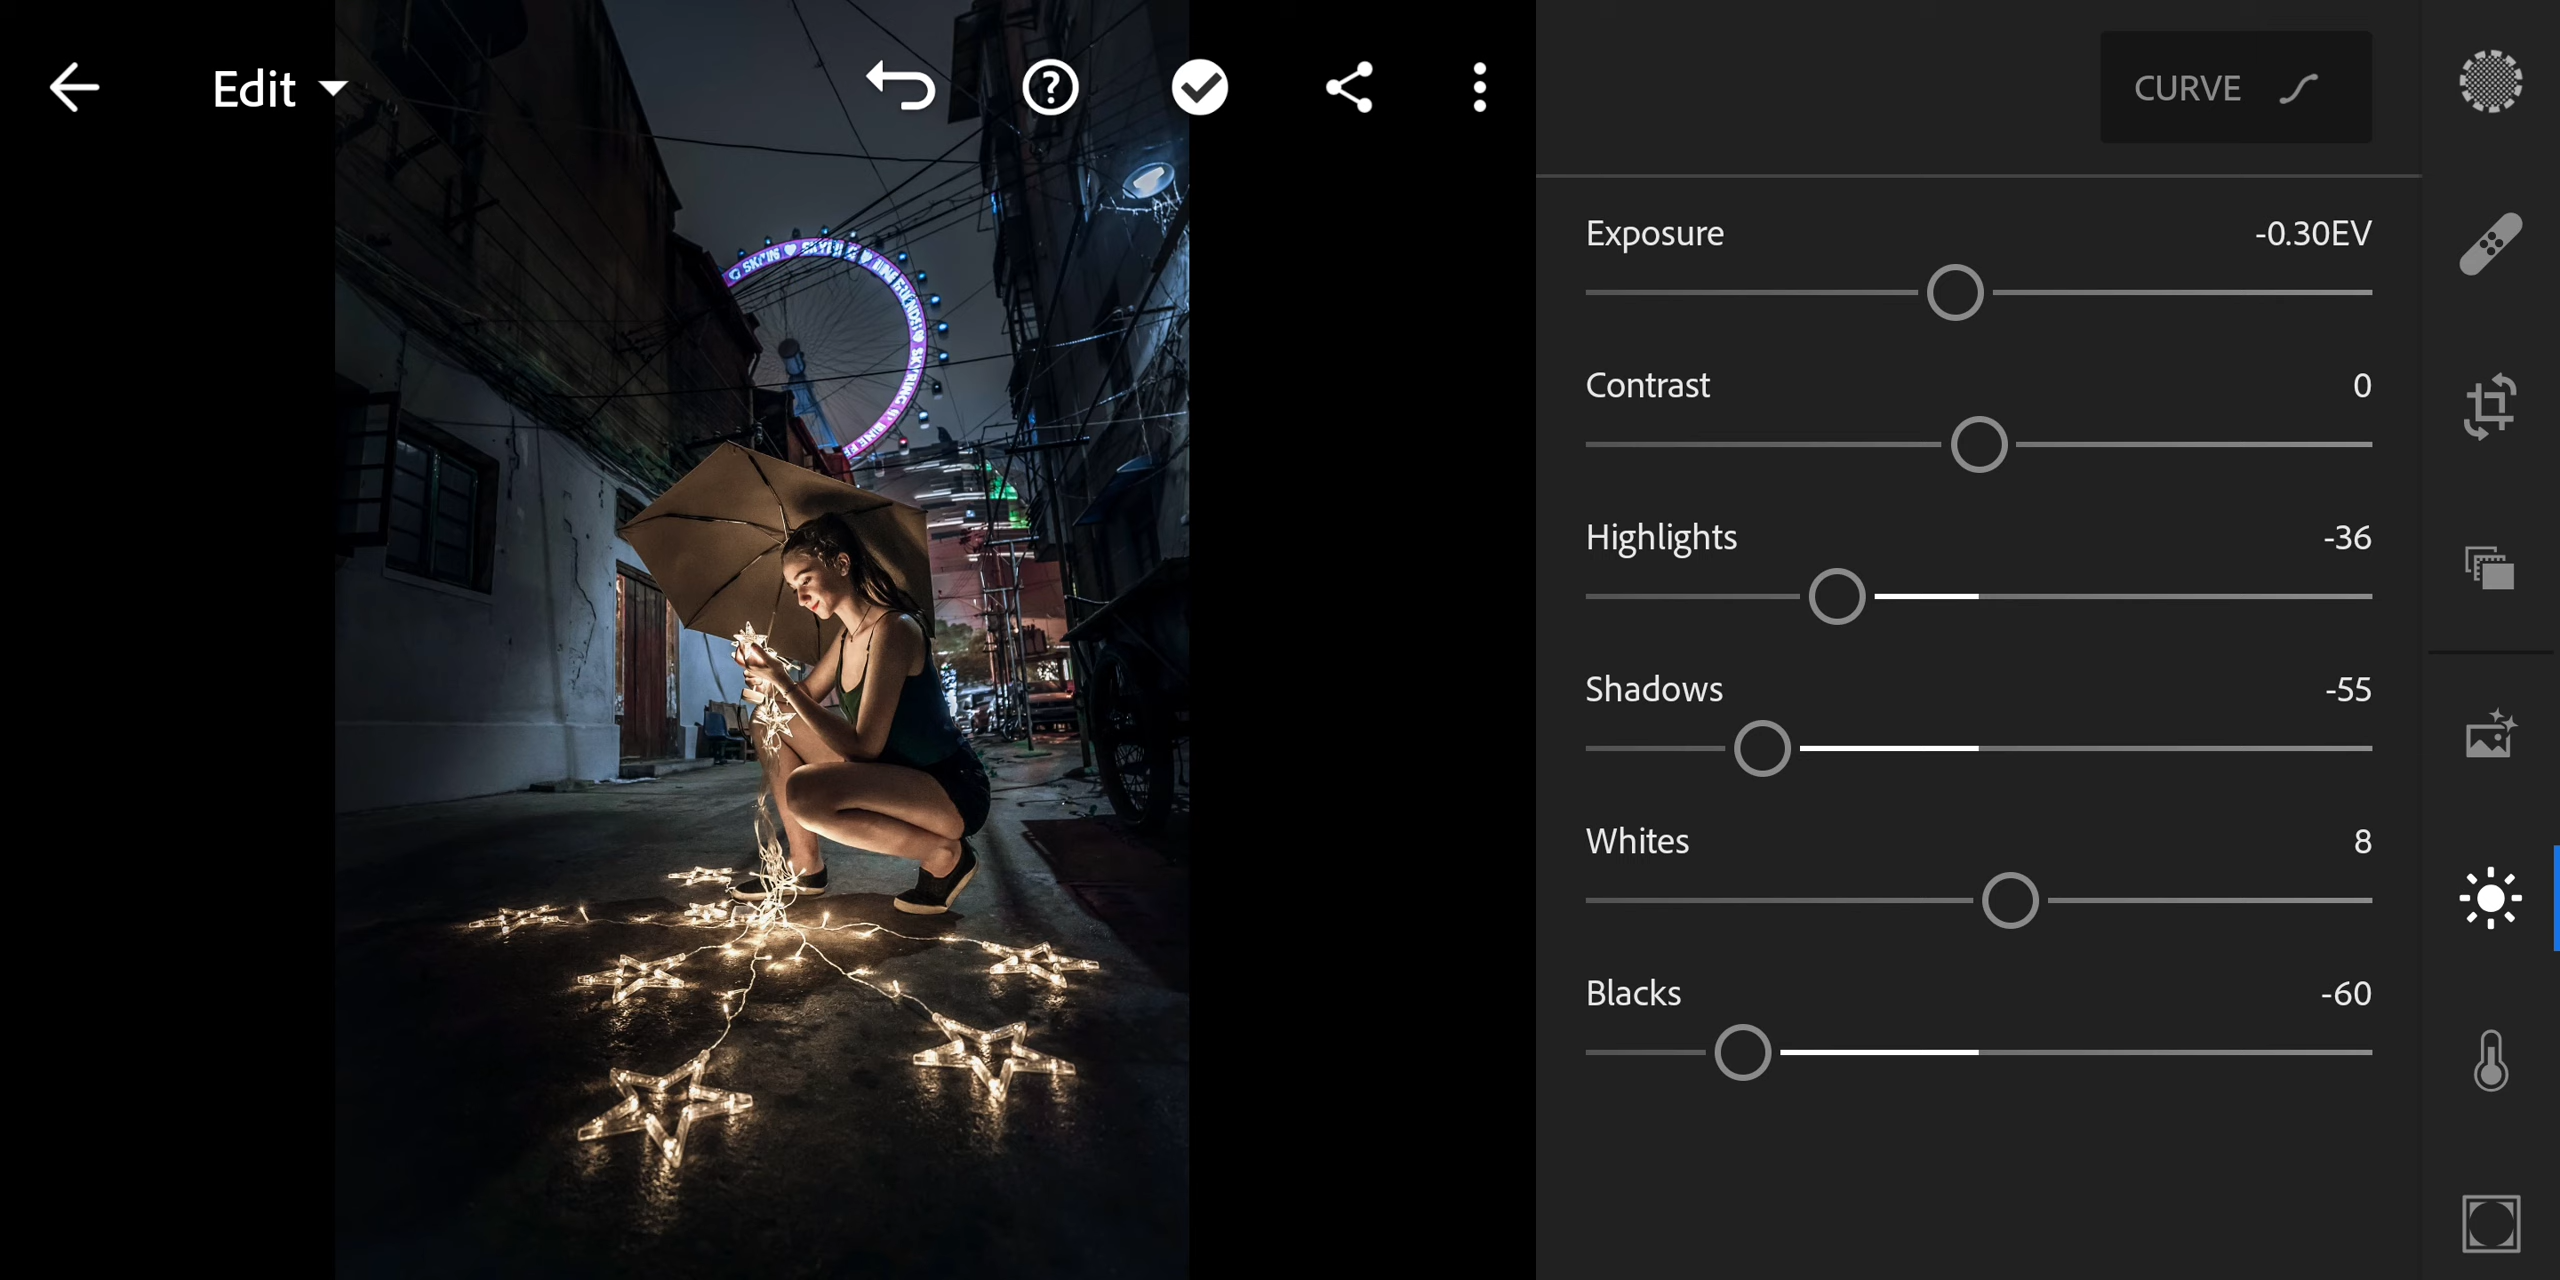 Edit
CURVE
Exposure -0.30EV
Contrast 0
Highlights -36
Shadows -55
Whites 8
Blacks -60